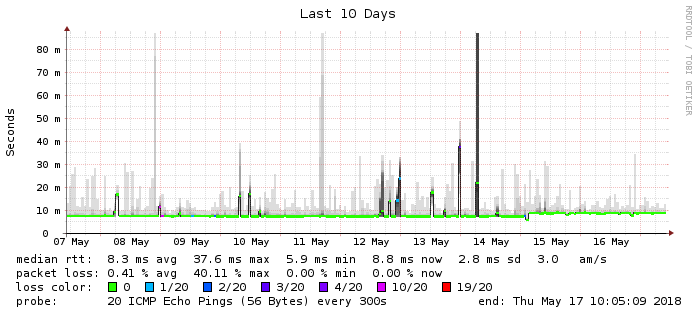 Last 10 Days
RRDTOOL / TOBI OETIKER
Seconds
80 m
70 m
60 m
50 m
40 m
30 m
20 m
10 m
0
07 May 08 May 09 May 10 May 11 May 12 May 13 May 14 May 15 May 16 May
median rtt: 8.3 ms avg 37.6 ms max 5.9 ms min 8.8 ms now 2.8 ms sd 3.0 am/s
packet loss: 0.41 % avg 40.11 % max 0.00 % min 0.00 % now
loss color: 0 1/20 2/20 3/20 4/20 10/20 19/20
probe: 20 ICMP Echo Pings (56 Bytes) every 300s end: Thu May 17 10:05:09 2018